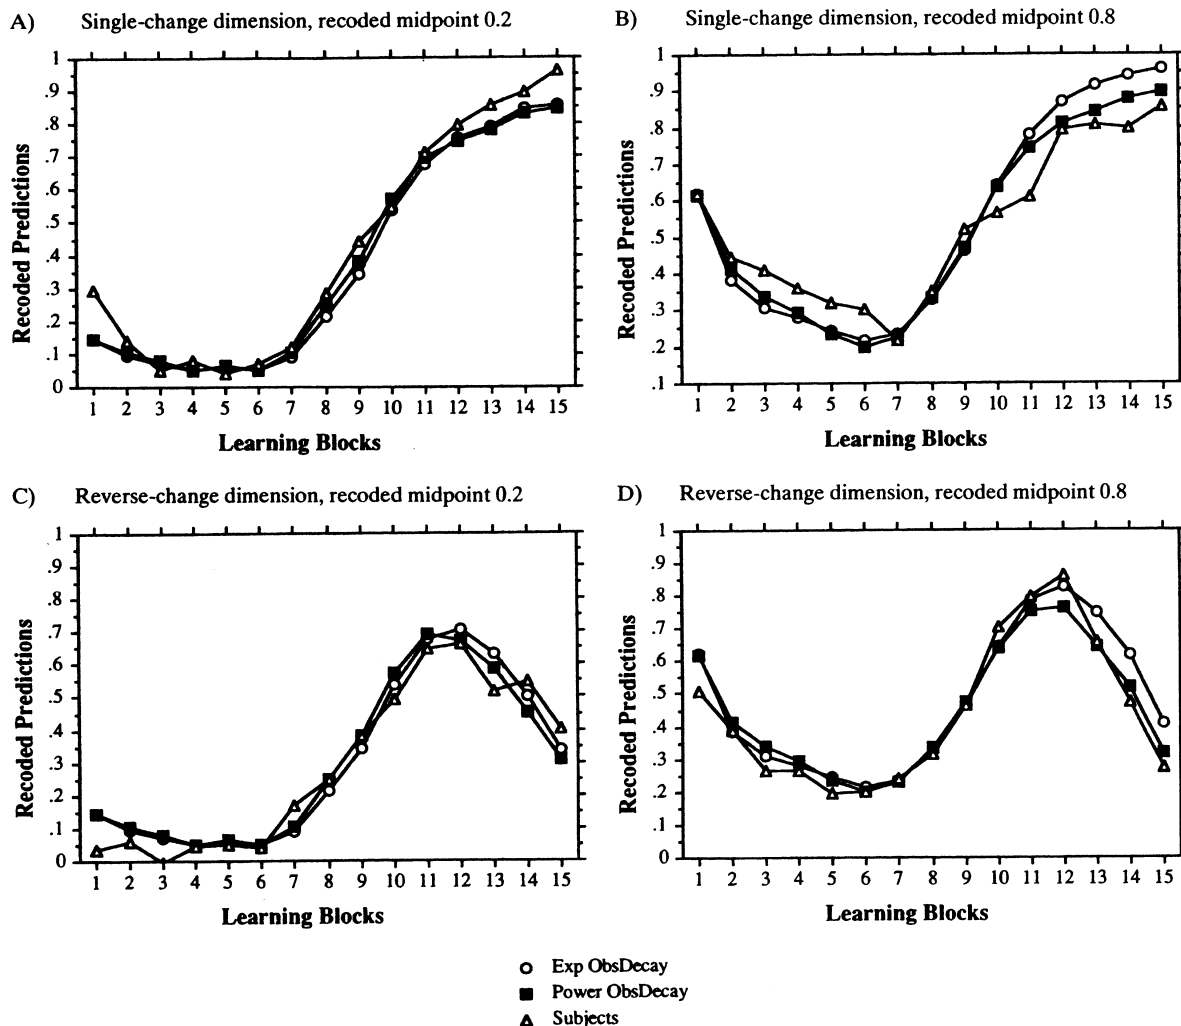 A) Single-change dimension, recoded midpoint 0.2
1
.9
.8
.7
.6
.5
.4
.3
.2
.1
0
Recoded Predictions
1 2 3 4 5 6 7 8 9 10 11 12 13 14 15
Learning Blocks
B) Single-change dimension, recoded midpoint 0.8
1
.9
.8
.7
.6
.5
.4
.3
.2
.1
Recoded Predictions
1 2 3 4 5 6 7 8 9 10 11 12 13 14 15
Learning Blocks
C) Reverse-change dimension, recoded midpoint 0.2
1
.9
.8
.7
.6
.5
.4
.3
.2
.1
0
Recoded Predictions
1 2 3 4 5 6 7 8 9 10 11 12 13 14 15
Learning Blocks
D) Reverse-change dimension, recoded midpoint 0.8
1
.9
.8
.7
.6
.5
.4
.3
.2
.1
0
Recoded Predictions
1 2 3 4 5 6 7 8 9 10 11 12 13 14 15
Learning Blocks
Exp ObsDecay
Power ObsDecay
Subjects